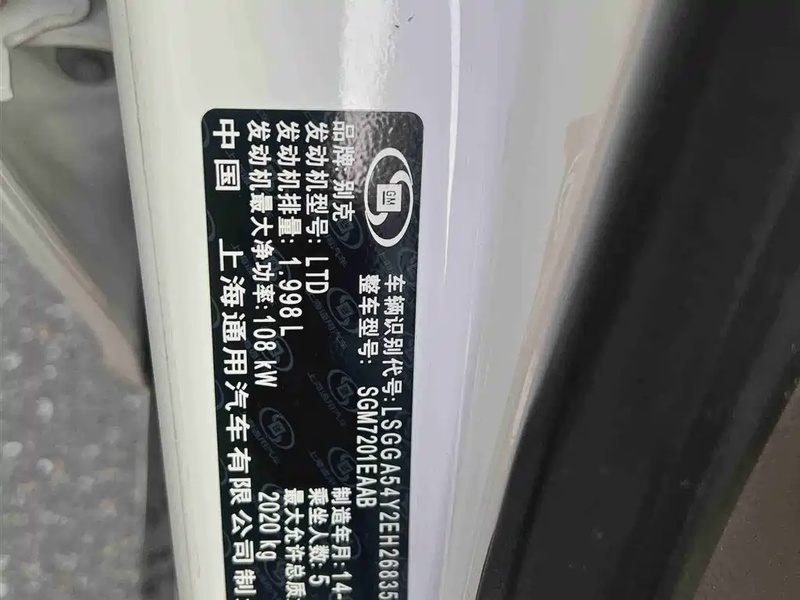 GM
车辆识别代号:LSGGA54Y2EH26835
整车型号: SGM7201EAAB
品牌: 别克
制造年月:14-
发动机型号: LTD
乘坐人数: 5
发动机排量: 1.998L
最大允许总质
发动机最大净功率:108 kW
2020 kg
中国 上海通用汽车有限公司制